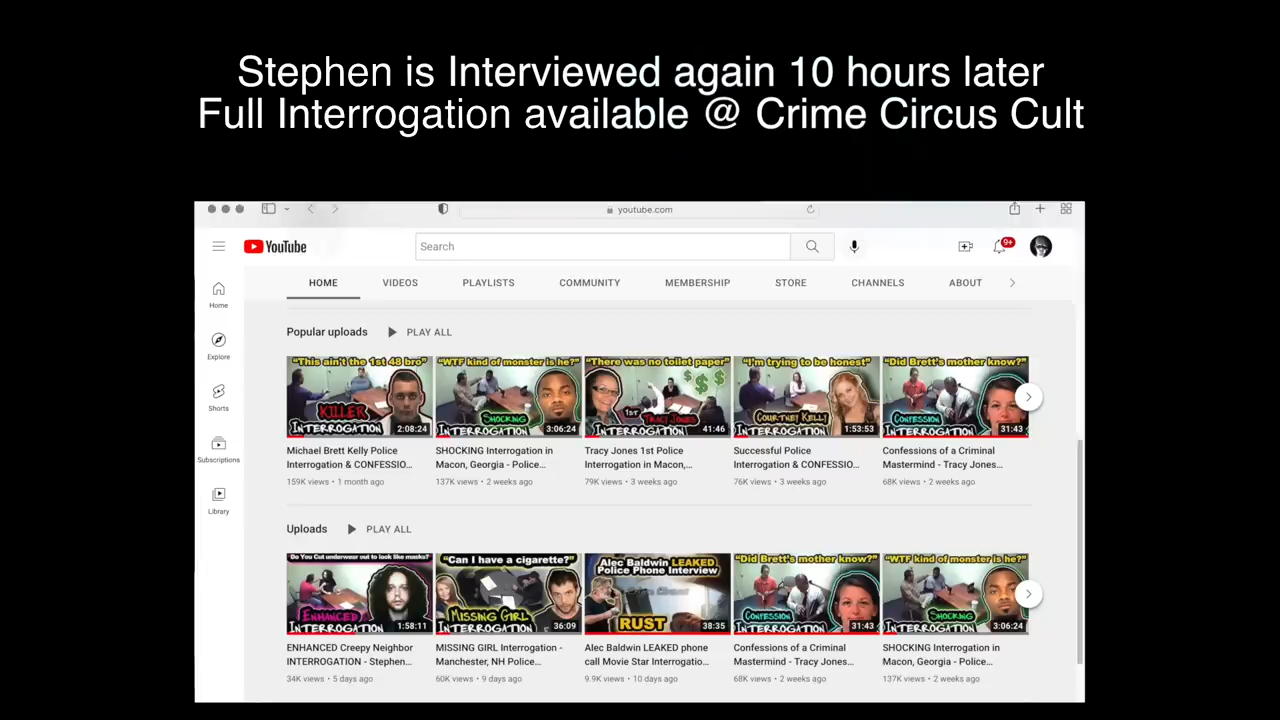 Stephen is Interviewed again 10 hours later
Full Interrogation available @ Crime Circus Cult
youtube.com
YouTube
Search
9+
HOME VIDEOS PLAYLISTS COMMUNITY MEMBERSHIP STORE CHANNELS ABOUT
Home
Explore
Shorts
Subscriptions
Library
Popular uploads PLAY ALL
"This ain't the 1st 48 bro"
KILLER
INTERROGATION
2:08:24
Michael Brett Kelly Police
Interrogation & CONFESSIO...
159K views • 1 month ago
"WTF kind of monster is he?"
SHOCKING
INTERROGATION
3:06:24
SHOCKING Interrogation in
Macon, Georgia - Police...
137K views • 2 weeks ago
"There was no toilet paper"
$ $ $
1ST TRACY JONES
INTERROGATION
41:46
Tracy Jones 1st Police
Interrogation in Macon,...
79K views • 3 weeks ago
"I'm trying to be honest"
COURTNEY KELLY
INTERROGATION
1:53:53
Successful Police
Interrogation & CONFESSIO...
76K views • 3 weeks ago
"Did Brett's mother know?"
CONFESSION
INTERROGATION
31:43
Confessions of a Criminal
Mastermind - Tracy Jones...
68K views • 2 weeks ago
Uploads PLAY ALL
Do You Cut underwear out to look like masks?
ENHANCED
INTERROGATION
1:58:11
ENHANCED Creepy Neighbor
INTERROGATION - Stephen...
34K views • 5 days ago
"Can I have a cigarette?"
MISSING GIRL
INTERROGATION
36:09
MISSING GIRL Interrogation -
Manchester, NH Police...
60K views • 9 days ago
Alec Baldwin LEAKED
Police Phone Interview
RUST
38:35
Alec Baldwin LEAKED phone
call Movie Star Interrogatio...
9.9K views • 10 days ago
"Did Brett's mother know?"
CONFESSION
INTERROGATION
31:43
Confessions of a Criminal
Mastermind - Tracy Jones...
68K views • 2 weeks ago
"WTF kind of monster is he?"
SHOCKING
INTERROGATION
3:06:24
SHOCKING Interrogation in
Macon, Georgia - Police...
137K views • 2 weeks ago